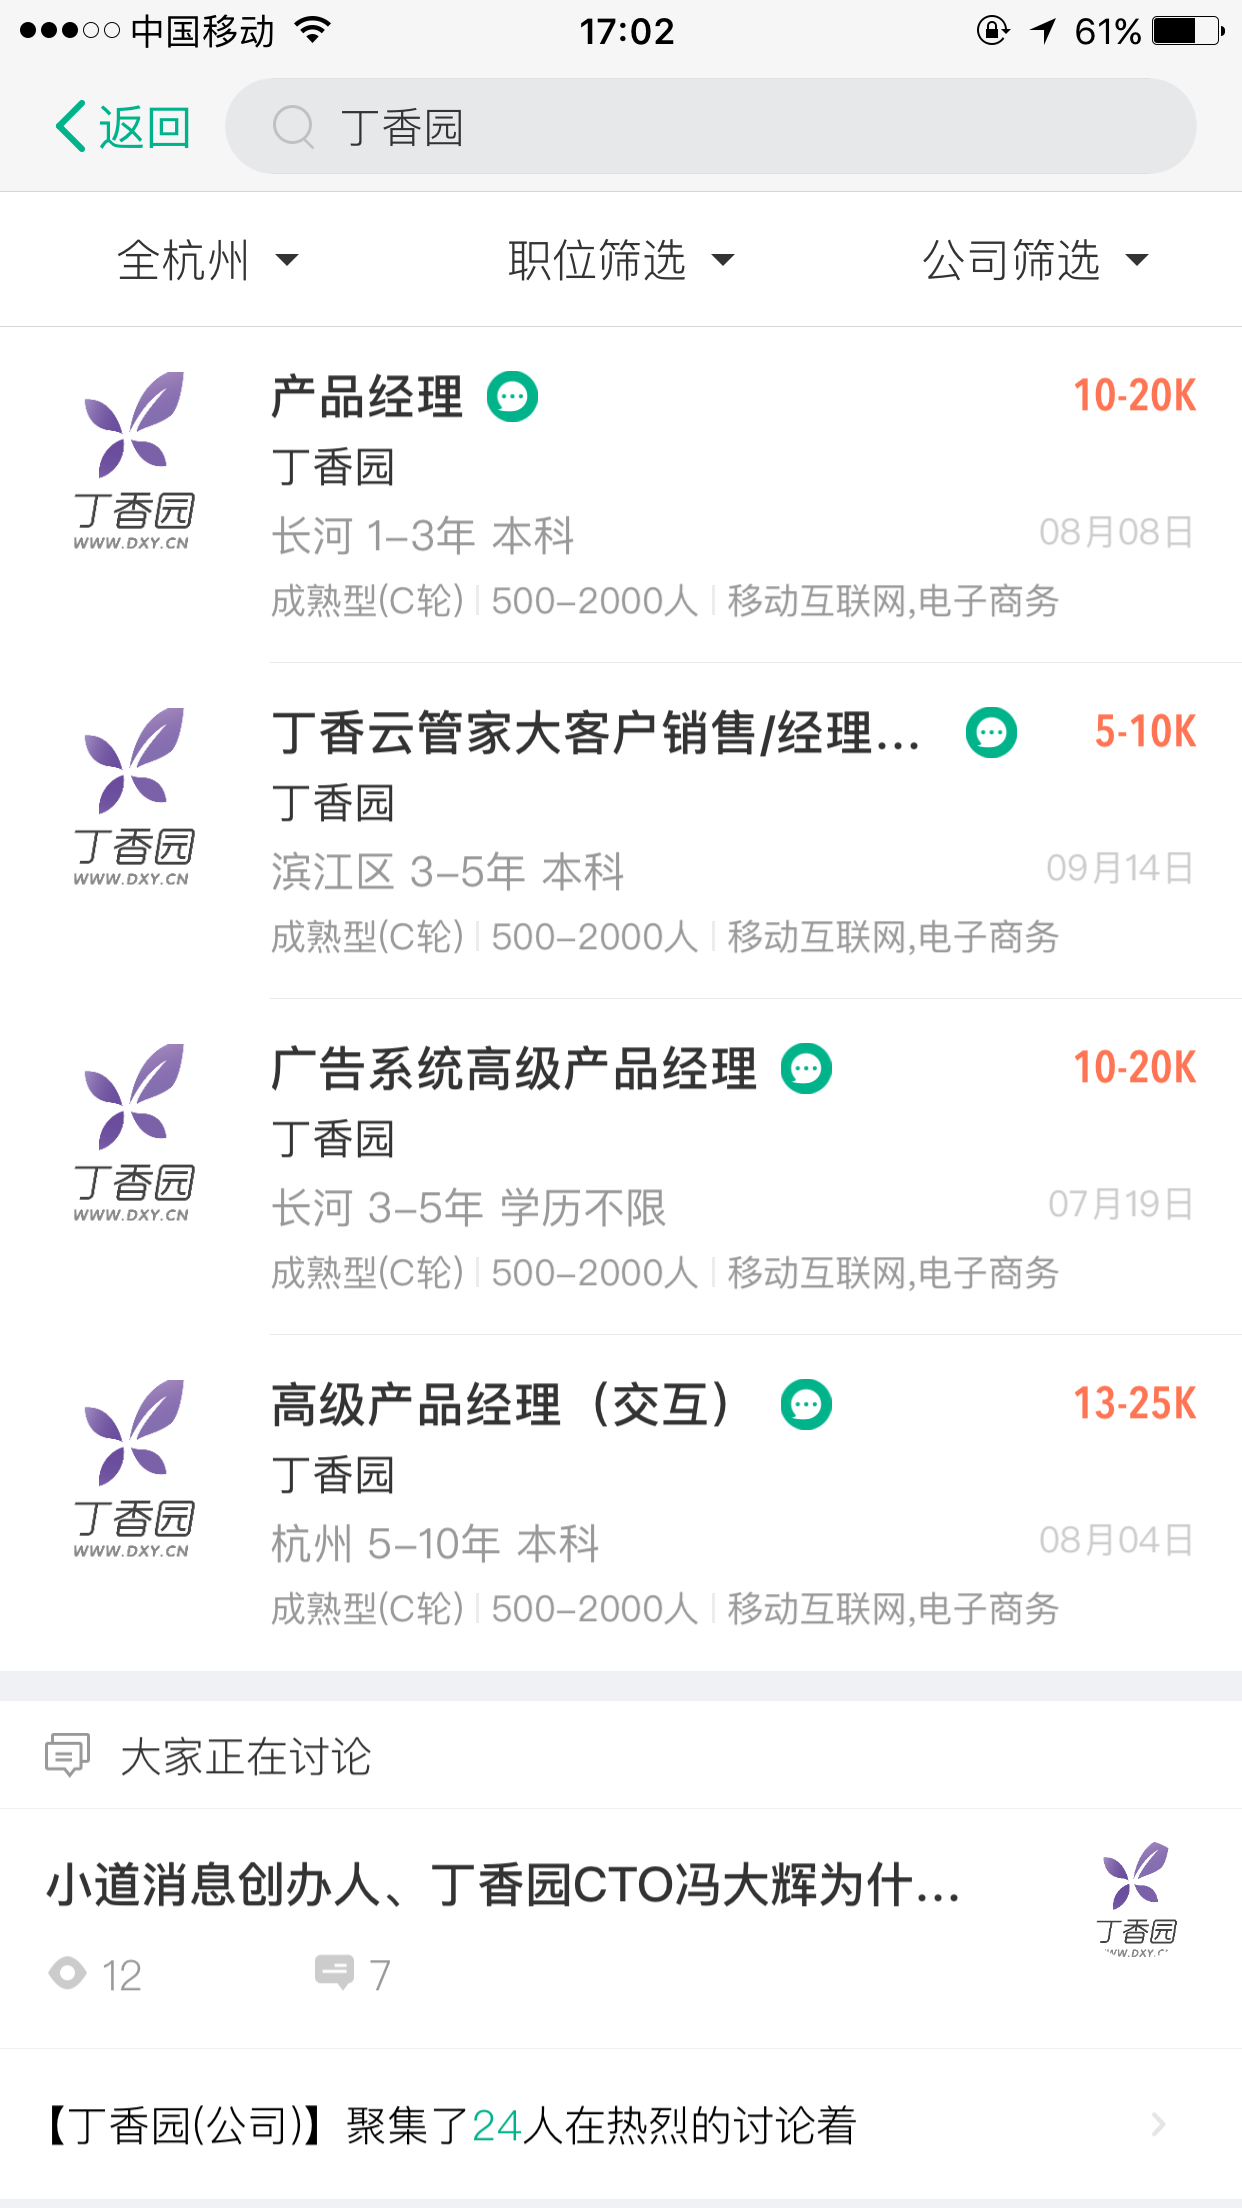 中国移动 17:02 61%
返回 丁香园
全杭州 职位筛选 公司筛选
产品经理 10-20K
丁香园
长河 1-3年 本科 08月08日
成熟型(C轮) 500-2000人 移动互联网,电子商务
丁香园
WWW.DXY.CN
丁香云管家大客户销售/经理... 5-10K
丁香园
滨江区 3-5年 本科 09月14日
成熟型(C轮) 500-2000人 移动互联网,电子商务
丁香园
WWW.DXY.CN
广告系统高级产品经理 10-20K
丁香园
长河 3-5年 学历不限 07月19日
成熟型(C轮) 500-2000人 移动互联网,电子商务
丁香园
WWW.DXY.CN
高级产品经理（交互） 13-25K
丁香园
杭州 5-10年 本科 08月04日
成熟型(C轮) 500-2000人 移动互联网,电子商务
丁香园
WWW.DXY.CN
大家正在讨论
小道消息创办人、丁香园CTO冯大辉为什...
12 7
丁香园
WWW.DXY.C
【丁香园(公司)】聚集了24人在热烈的讨论着